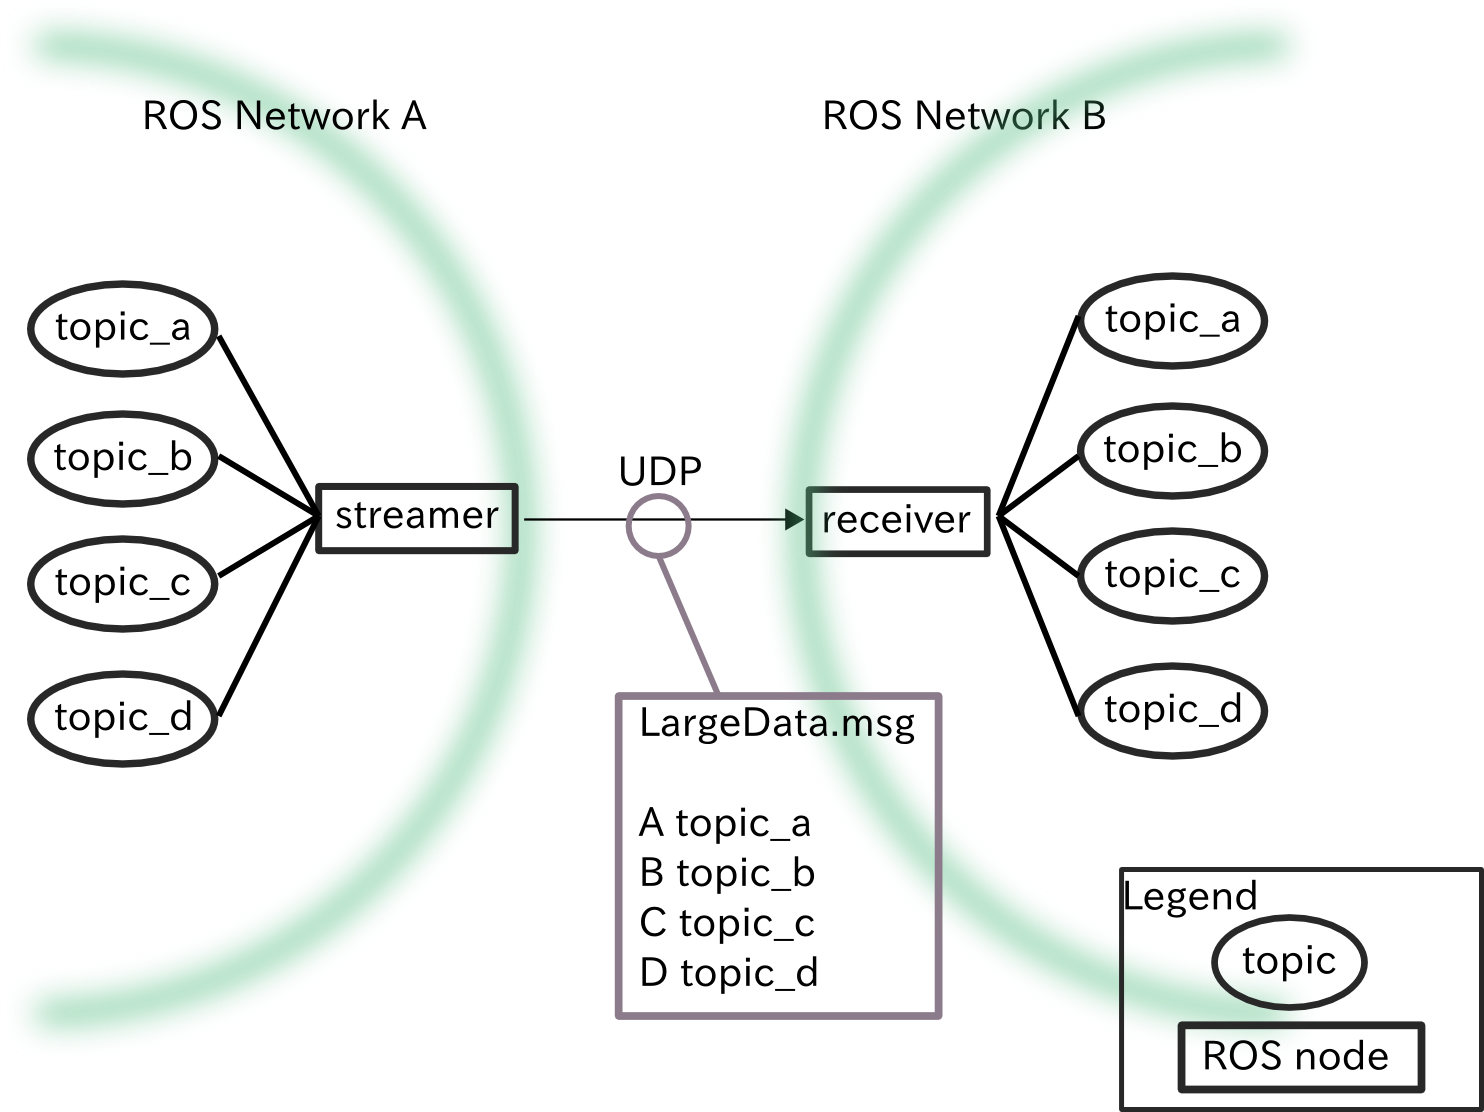 ROS Network A
ROS Network B
topic_a
topic_b
topic_c
topic_d
streamer
UDP
receiver
topic_a
topic_b
topic_c
topic_d
LargeData.msg
A topic_a
B topic_b
C topic_c
D topic_d
Legend
topic
ROS node